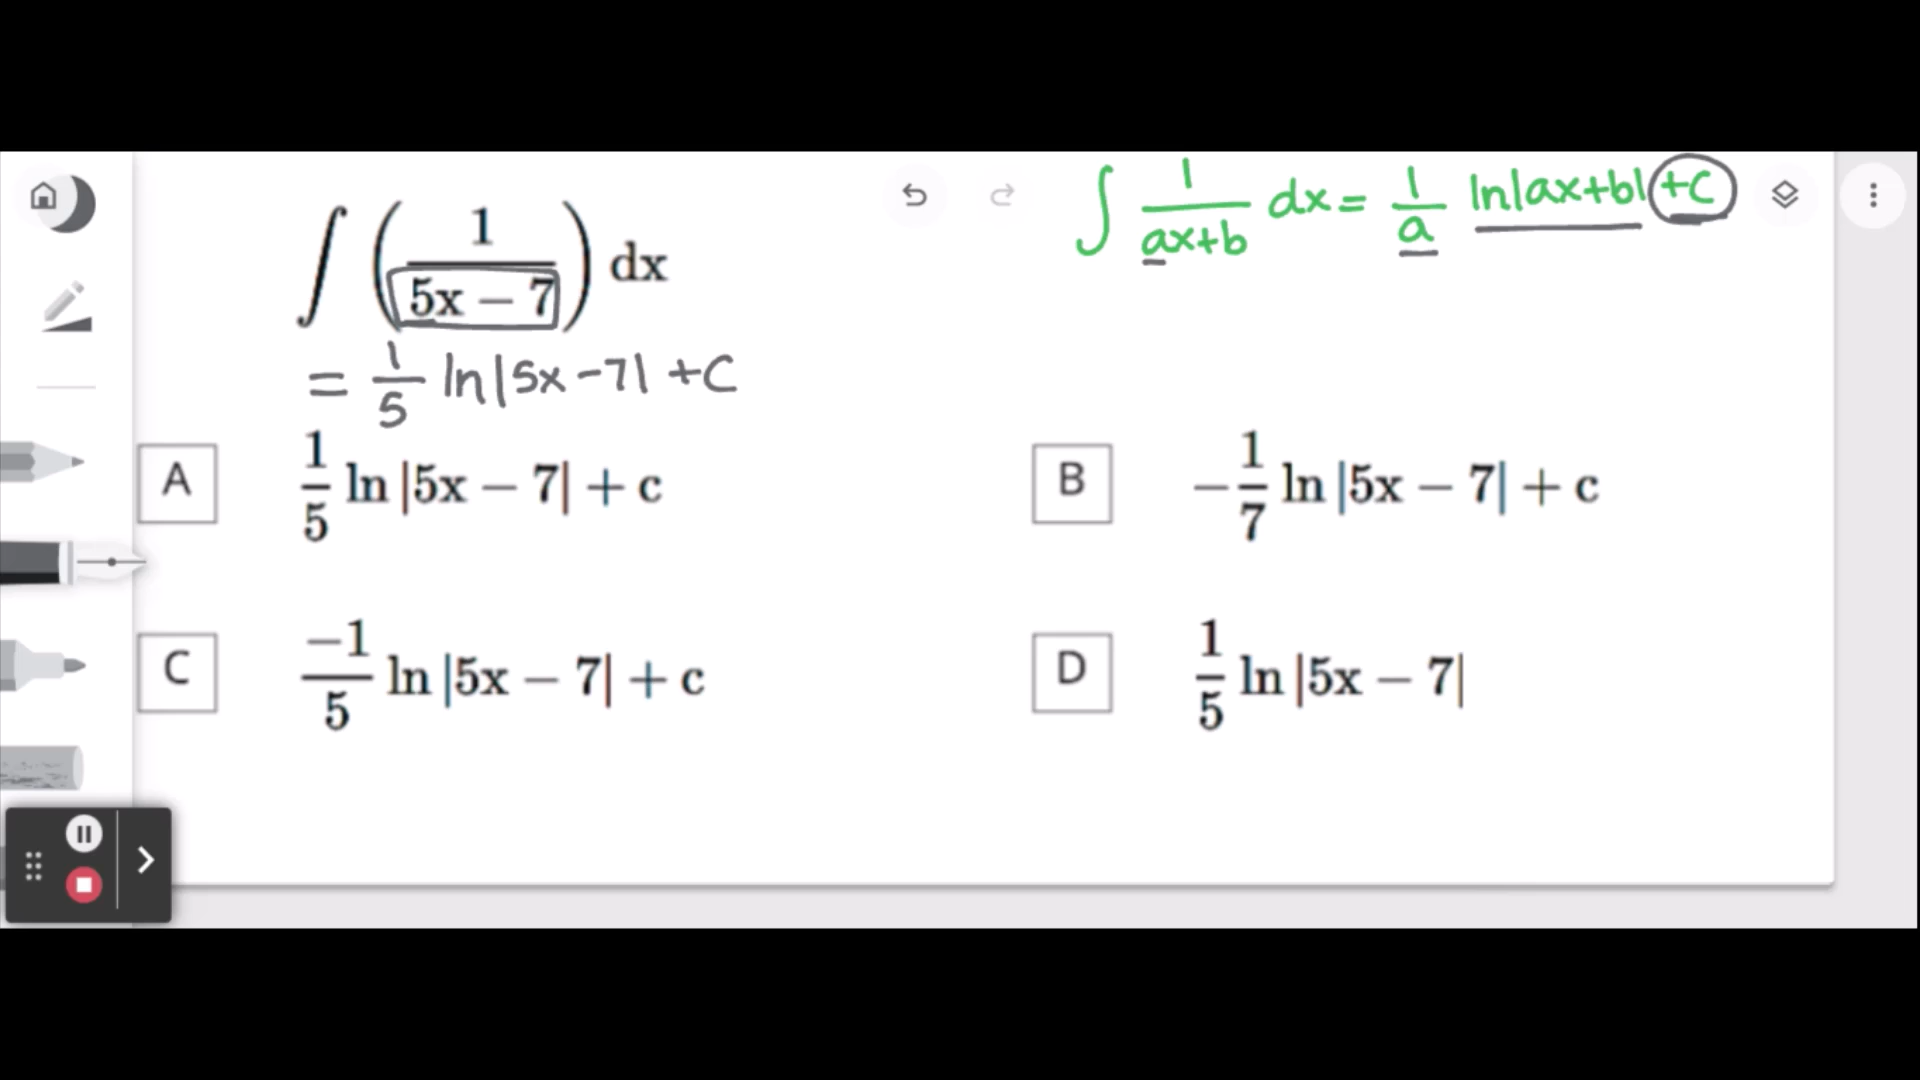 ∫ (1/(5x − 7)) dx
∫ 1/(ax+b) dx = 1/a ln|ax+b| +C
= 1/5 ln|5x-7| +C
A 1/5 ln |5x − 7| + c
B −1/7 ln |5x − 7| + c
C −1/5 ln |5x − 7| + c
D 1/5 ln |5x − 7|